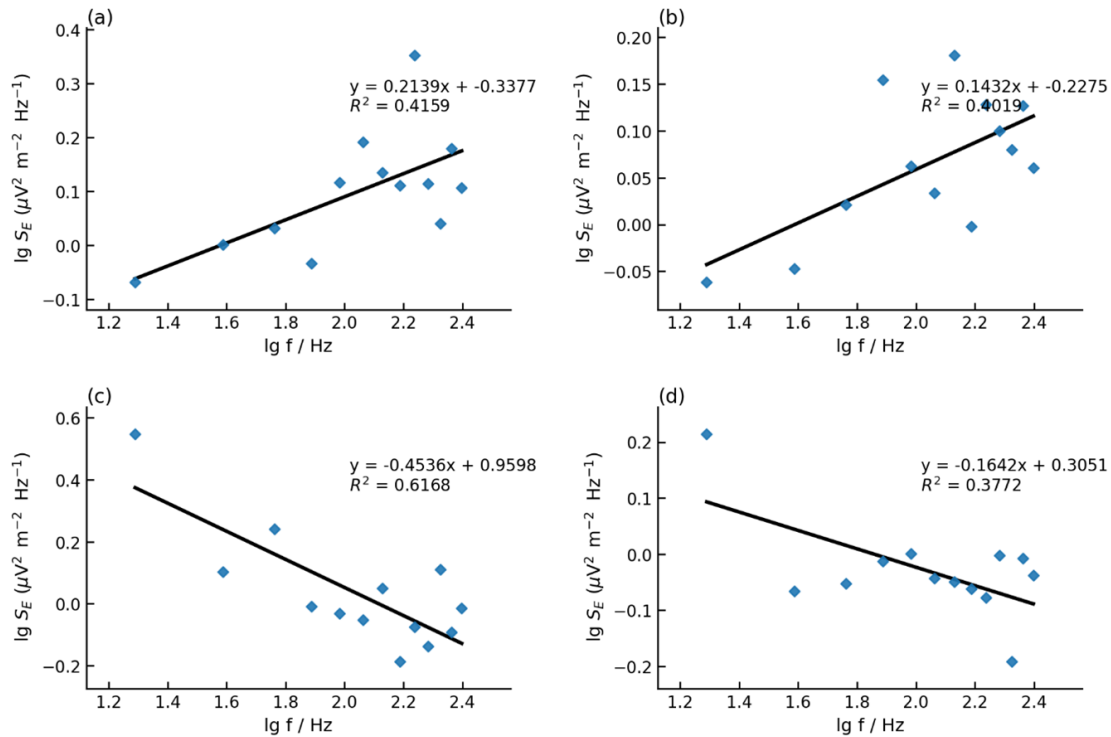 (a)
0.4
0.3
0.2
0.1
0.0
−0.1
lg S_E (μV² m⁻² Hz⁻¹)
y = 0.2139x + -0.3377
R² = 0.4159
1.2 1.4 1.6 1.8 2.0 2.2 2.4
lg f / Hz
(b)
0.20
0.15
0.10
0.05
0.00
−0.05
lg S_E (μV² m⁻² Hz⁻¹)
y = 0.1432x + -0.2275
R² = 0.4019
1.2 1.4 1.6 1.8 2.0 2.2 2.4
lg f / Hz
(c)
0.6
0.4
0.2
0.0
−0.2
lg S_E (μV² m⁻² Hz⁻¹)
y = -0.4536x + 0.9598
R² = 0.6168
1.2 1.4 1.6 1.8 2.0 2.2 2.4
lg f / Hz
(d)
0.2
0.1
0.0
−0.1
−0.2
lg S_E (μV² m⁻² Hz⁻¹)
y = -0.1642x + 0.3051
R² = 0.3772
1.2 1.4 1.6 1.8 2.0 2.2 2.4
lg f / Hz